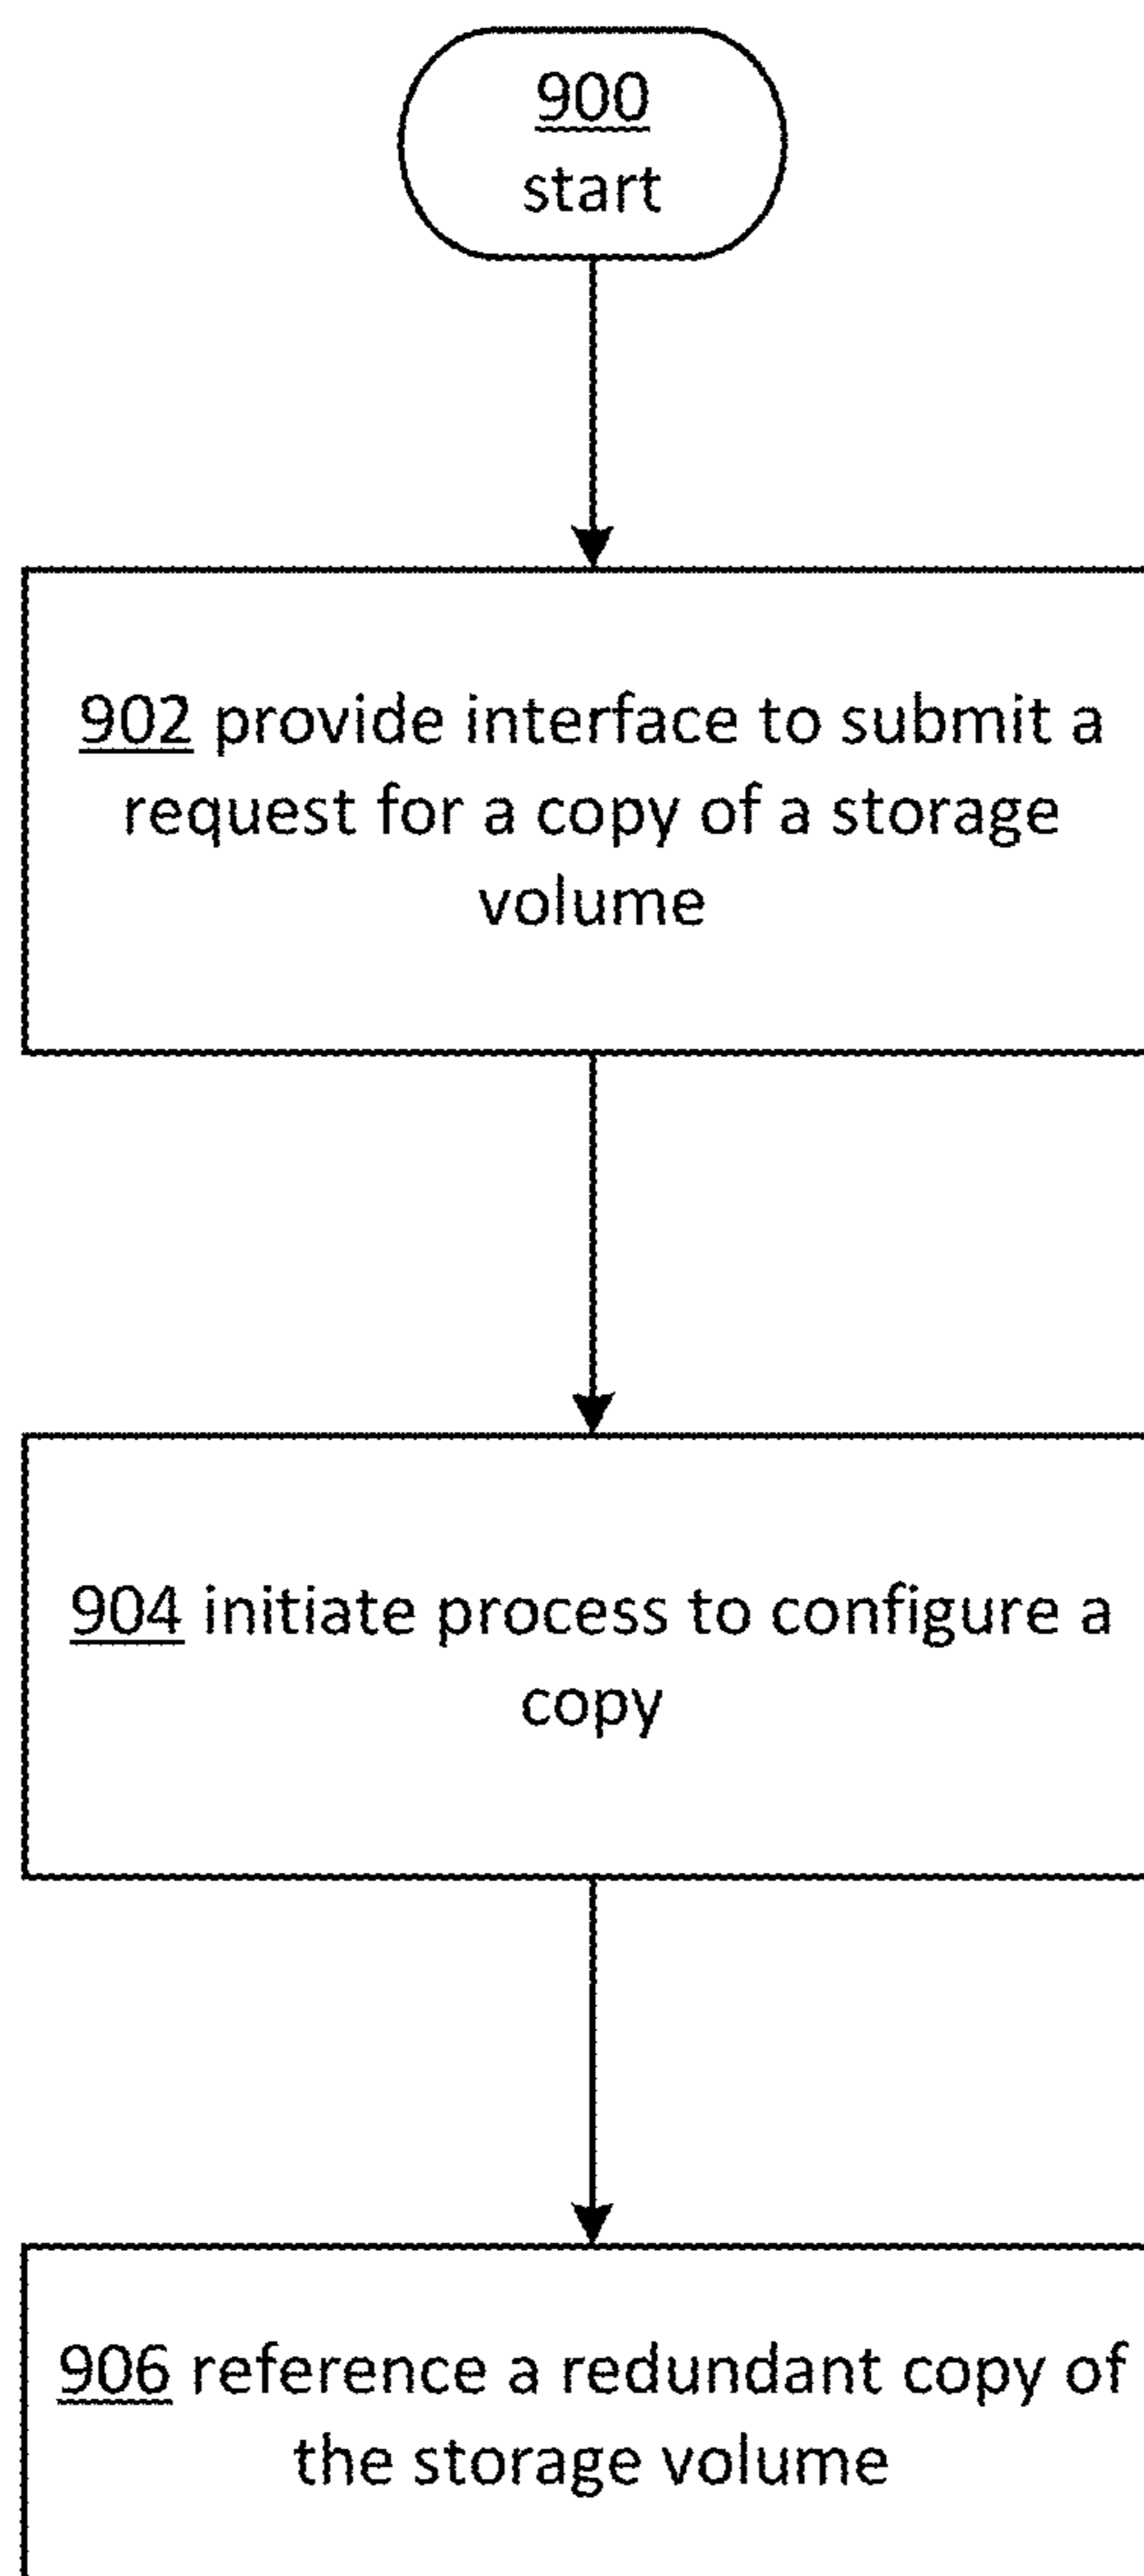 900
start
902 provide interface to submit a
request for a copy of a storage
volume
904 initiate process to configure a
copy
906 reference a redundant copy of
the storage volume